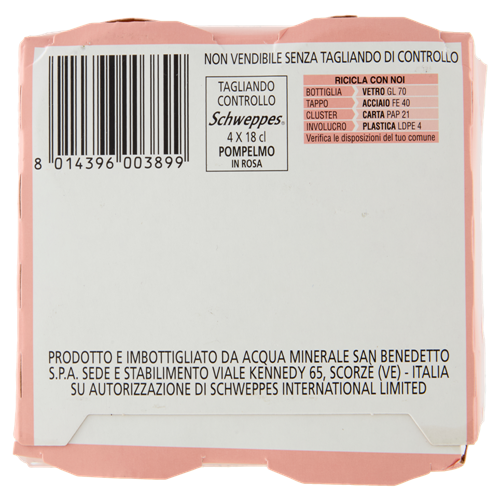 NON VENDIBILE SENZA TAGLIANDO DI CONTROLLO
8 014396 003899
TAGLIANDO
CONTROLLO
Schweppes®
4 X 18 cl
POMPELMO
IN ROSA
RICICLA CON NOI
BOTTIGLIA VETRO GL 70
TAPPO ACCIAIO FE 40
CLUSTER CARTA PAP 21
INVOLUCRO PLASTICA LDPE 4
Verifica le disposizioni del tuo comune
PRODOTTO E IMBOTTIGLIATO DA ACQUA MINERALE SAN BENEDETTO
S.P.A. SEDE E STABILIMENTO VIALE KENNEDY 65, SCORZÈ (VE) - ITALIA
SU AUTORIZZAZIONE DI SCHWEPPES INTERNATIONAL LIMITED